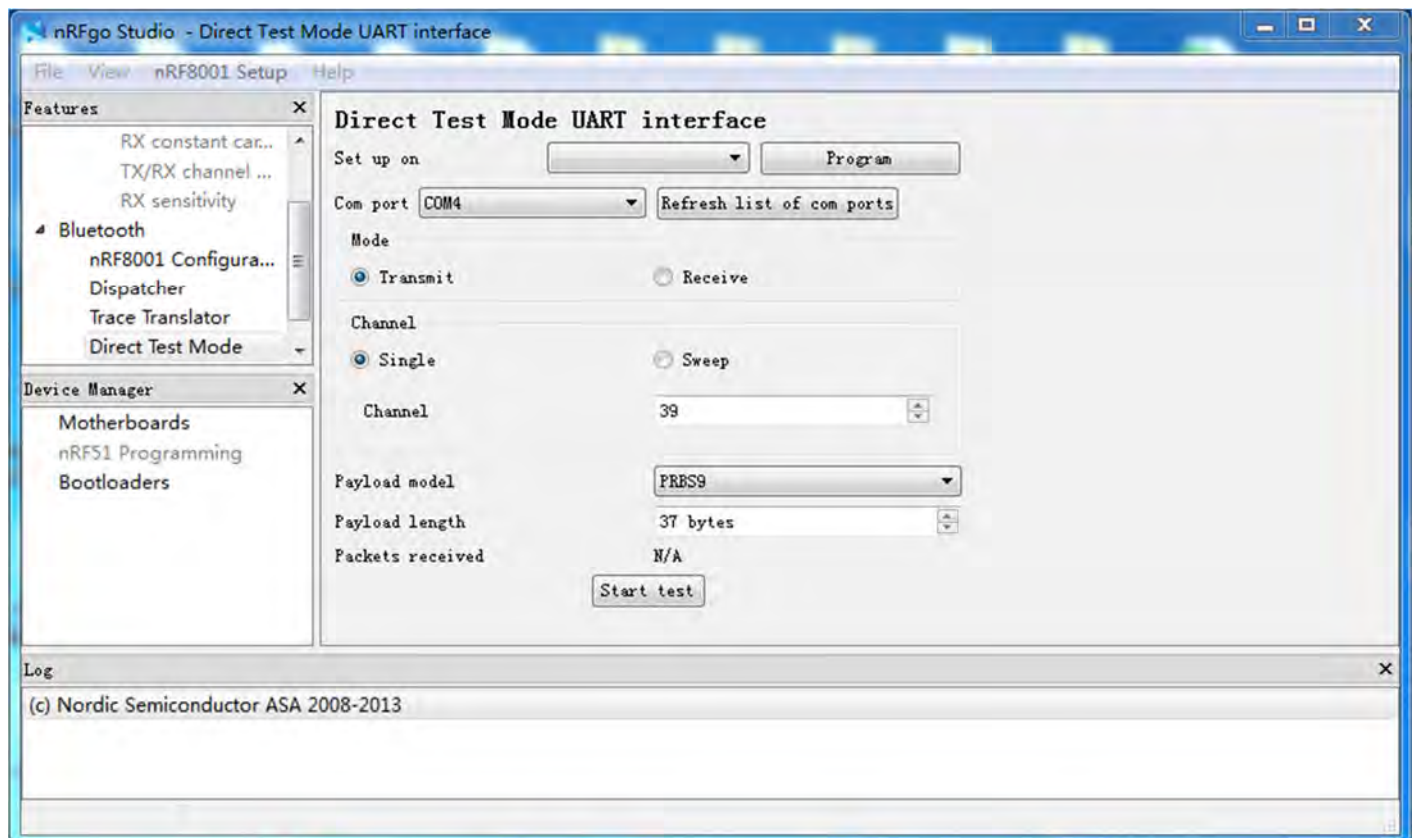 nRFgo Studio - Direct Test Mode UART interface
File View nRF8001 Setup Help
Features
RX constant car...
TX/RX channel ...
RX sensitivity
Bluetooth
nRF8001 Configura...
Dispatcher
Trace Translator
Direct Test Mode
Device Manager
Motherboards
nRF51 Programming
Bootloaders
Direct Test Mode UART interface
Set up on Program
Com port COM4 Refresh list of com ports
Mode
Transmit Receive
Channel
Single Sweep
Channel 39
Payload model PRBS9
Payload length 37 bytes
Packets received N/A
Start test
Log
(c) Nordic Semiconductor ASA 2008-2013